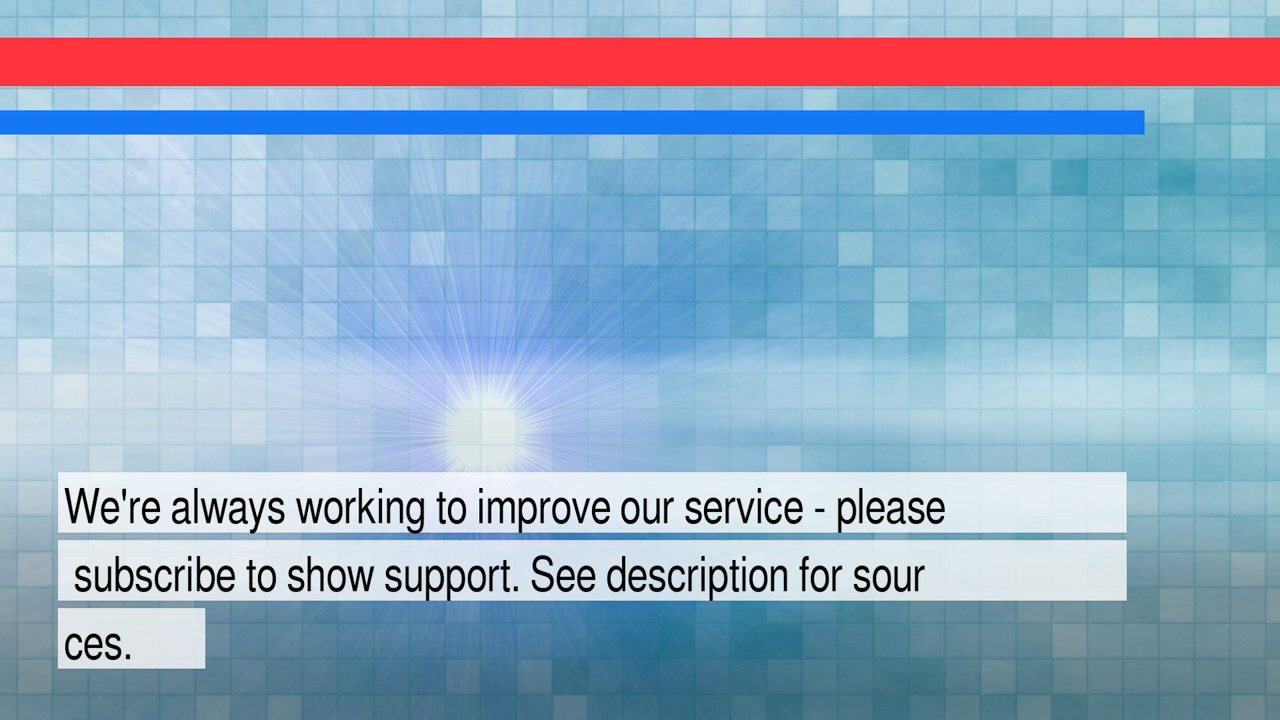 We're always working to improve our service - please
subscribe to show support. See description for sour
ces.